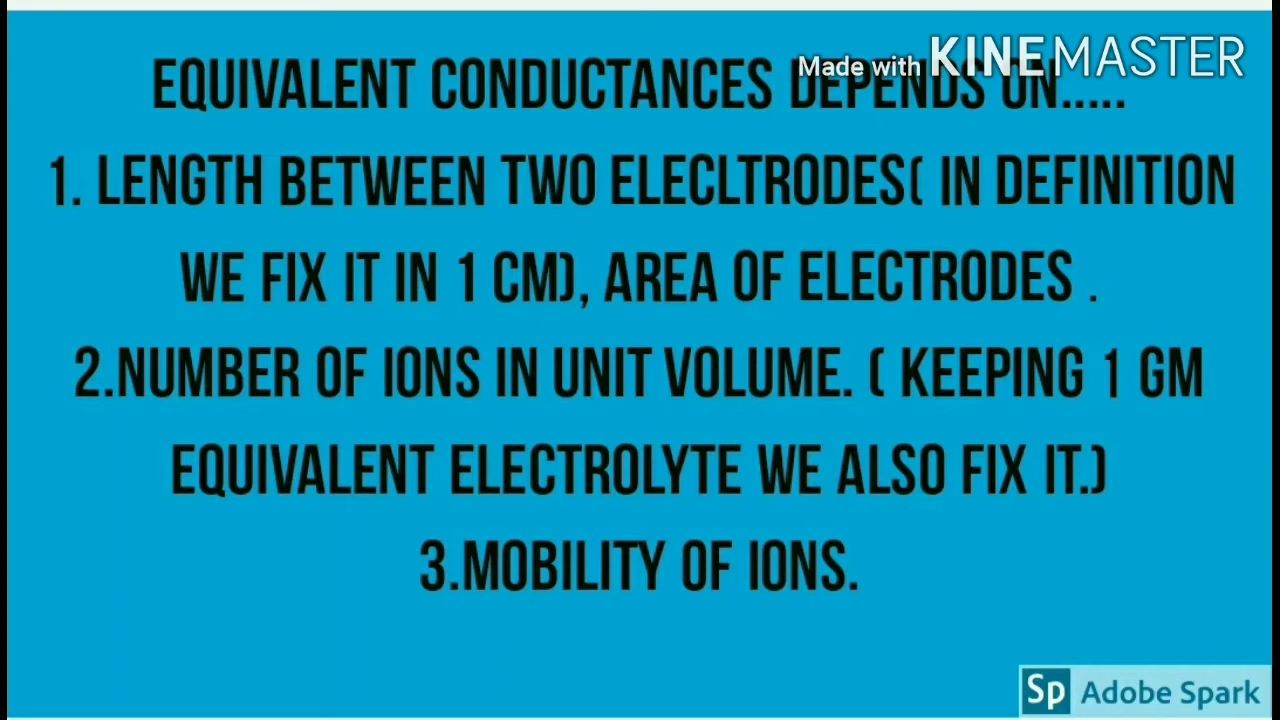 Made with KINEMASTER
EQUIVALENT CONDUCTANCES DEPENDS ON.....
1. LENGTH BETWEEN TWO ELECLTRODES( IN DEFINITION
WE FIX IT IN 1 CM), AREA OF ELECTRODES .
2.NUMBER OF IONS IN UNIT VOLUME. ( KEEPING 1 GM
EQUIVALENT ELECTROLYTE WE ALSO FIX IT.)
3.MOBILITY OF IONS.
Sp Adobe Spark